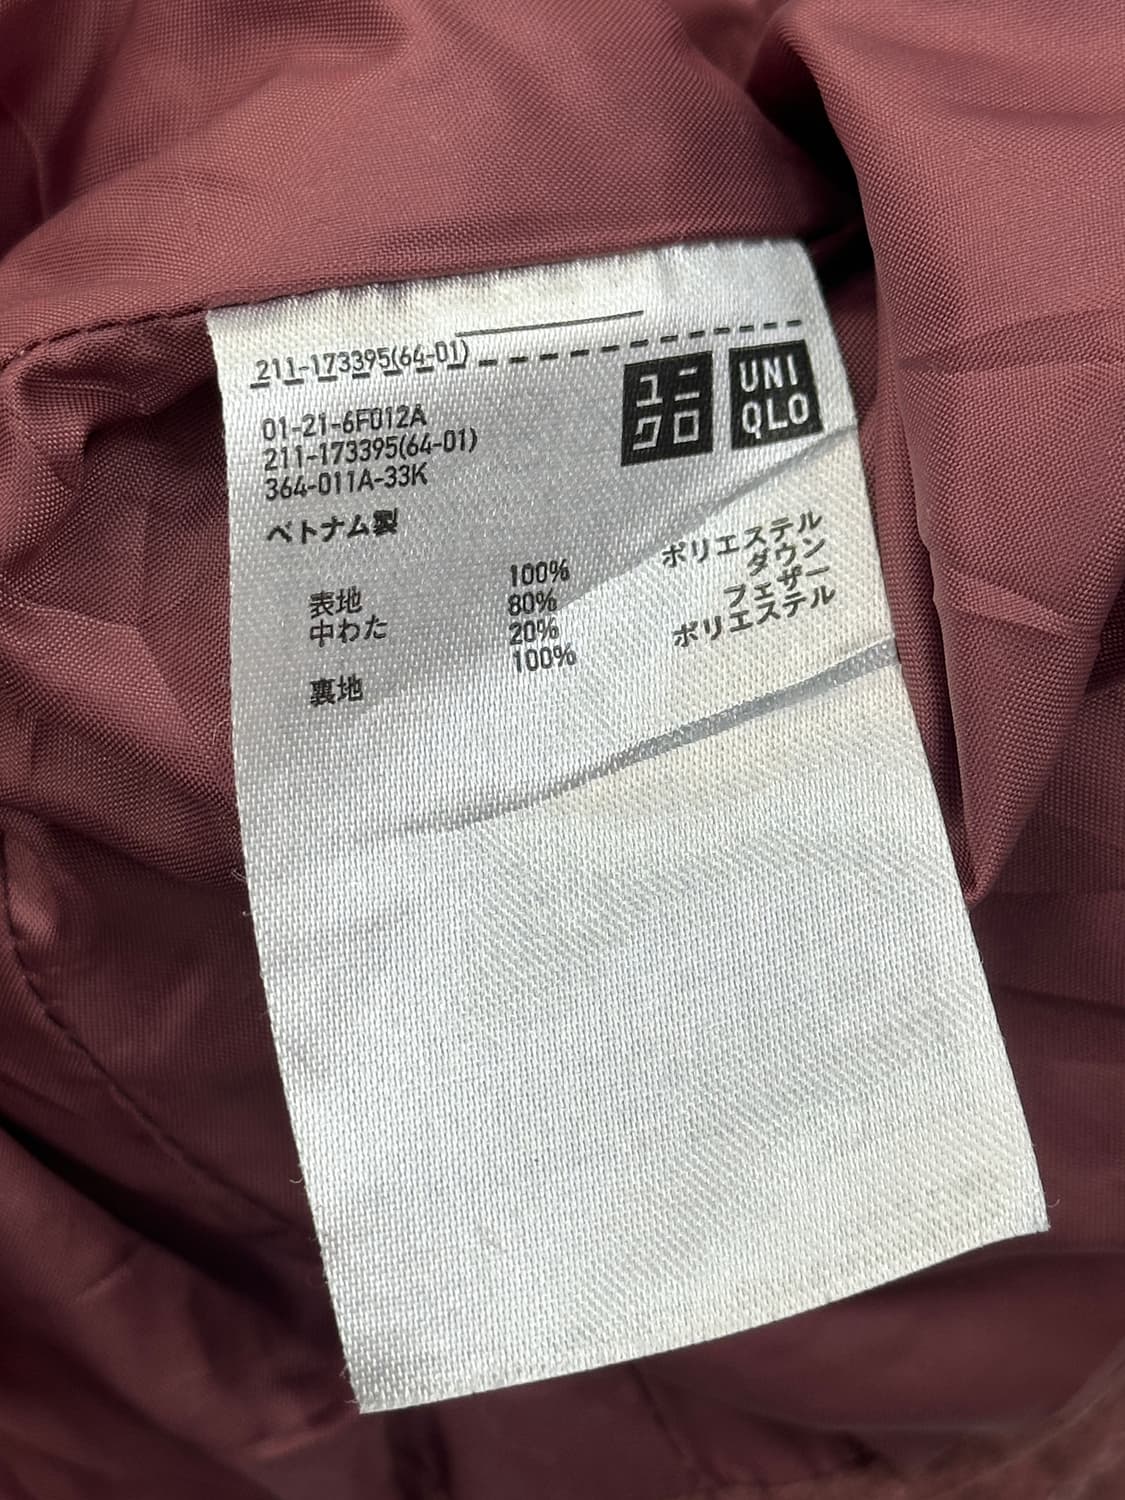 211-173395(64-01)
ユニ
クロ
UNI
QLO
01-21-6F012A
211-173395(64-01)
364-011A-33K
ベトナム製
表地 100% ポリエステル
中わた 80% ダウン
20% フェザー
裏地 100% ポリエステル